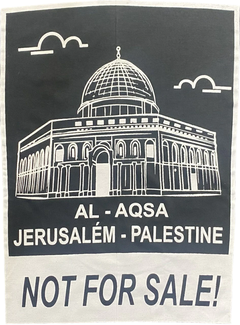 AL - AQSA
JERUSALÉM - PALESTINE
NOT FOR SALE!